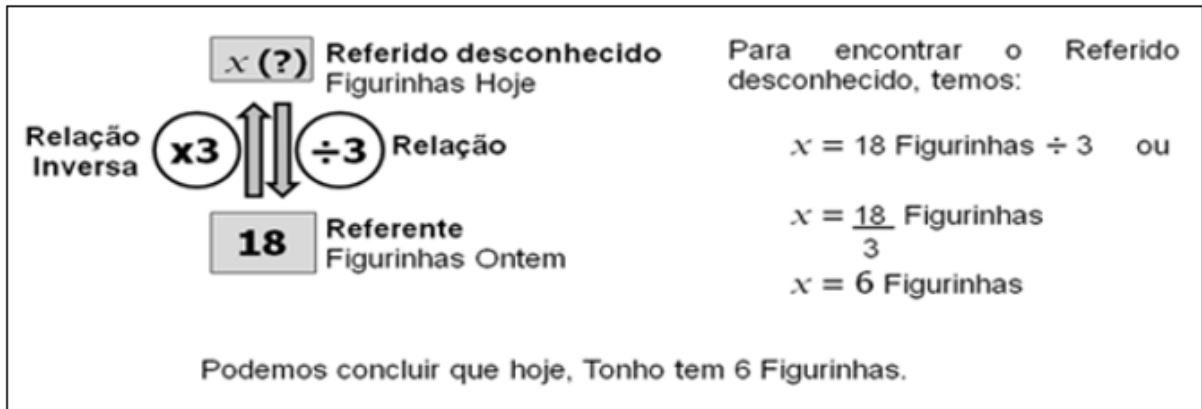 x (?)
Referido desconhecido
Figurinhas Hoje
Relação
Inversa
x3
÷3
Relação
18
Referente
Figurinhas Ontem
Para encontrar o Referido
desconhecido, temos:
x = 18 Figurinhas ÷ 3 ou
x = 18 Figurinhas
3
x = 6 Figurinhas
Podemos concluir que hoje, Tonho tem 6 Figurinhas.